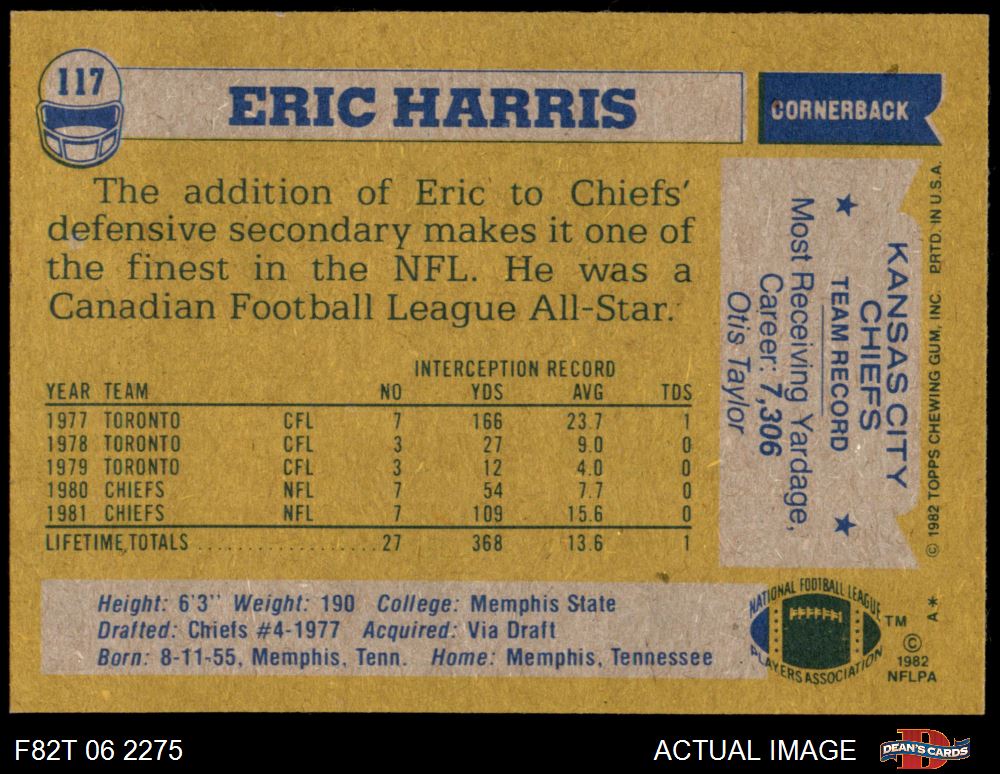 117
ERIC HARRIS
CORNERBACK
The addition of Eric to Chiefs'
defensive secondary makes it one of
the finest in the NFL. He was a
Canadian Football League All-Star.
INTERCEPTION RECORD
YEAR TEAM NO YDS AVG TDS
1977 TORONTO CFL 7 166 23.7 1
1978 TORONTO CFL 3 27 9.0 0
1979 TORONTO CFL 3 12 4.0 0
1980 CHIEFS NFL 7 54 7.7 0
1981 CHIEFS NFL 7 109 15.6 0
LIFETIME TOTALS ................... 27 368 13.6 1
KANSAS CITY
CHIEFS
★ TEAM RECORD ★
Most Receiving Yardage,
Career: 7,306
Otis Taylor
© 1982 TOPPS CHEWING GUM, INC. PRTD. IN U.S.A.
Height: 6'3" Weight: 190 College: Memphis State
Drafted: Chiefs #4-1977 Acquired: Via Draft
Born: 8-11-55, Memphis, Tenn. Home: Memphis, Tennessee
NATIONAL FOOTBALL LEAGUE
PLAYERS ASSOCIATION
TM
A*
©
1982
NFLPA
F82T 06 2275
ACTUAL IMAGE
DEAN'S CARDS